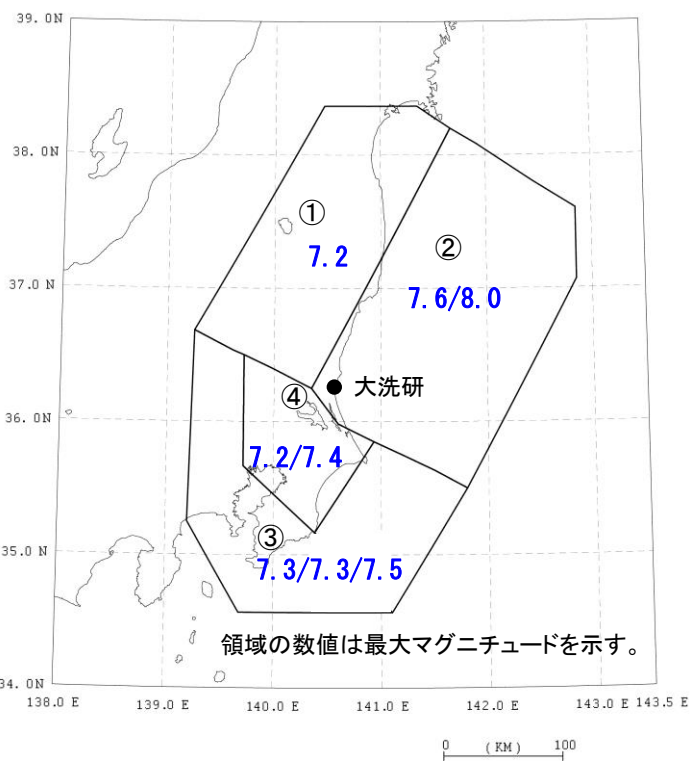 39.0N
38.0N
①
7.2
②
37.0N
7.6/8.0
大洗研
④
36.0N
7.2/7.4
③
35.0N
7.3/7.3/7.5
領域の数値は最大マグニチュードを示す。
34.0N
138.0 E 139.0 E 140.0 E 141.0 E 142.0 E 143.0 E 143.5 E
0 (KM) 100